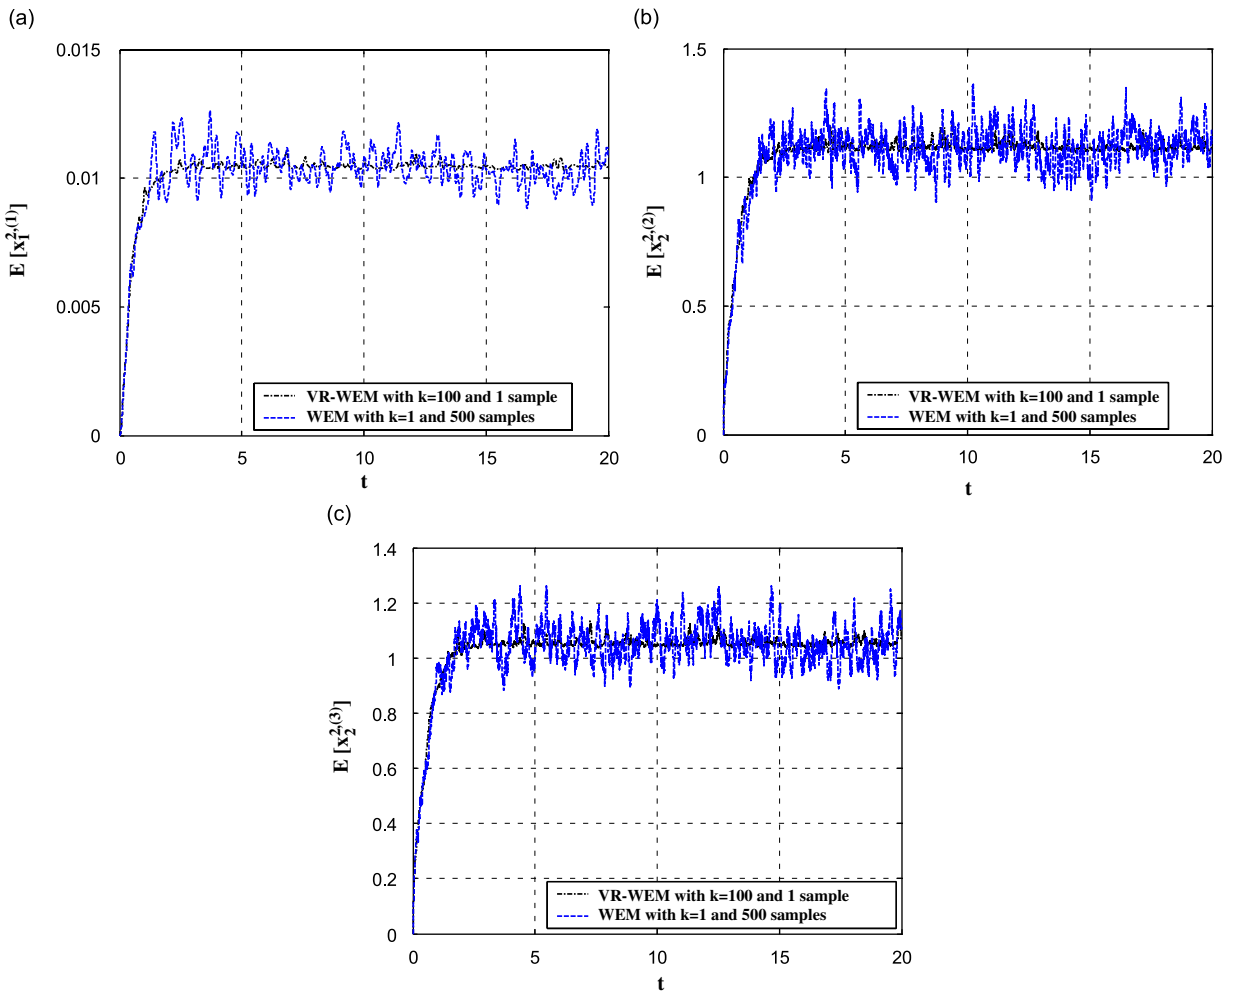 (a)
0.015
0.01
0.005
0
E [x₁^{2,(1)}]
VR-WEM with k=100 and 1 sample
WEM with k=1 and 500 samples
0 5 10 15 20
t
(b)
1.5
1
0.5
0
E [x₂^{2,(2)}]
VR-WEM with k=100 and 1 sample
WEM with k=1 and 500 samples
0 5 10 15 20
t
(c)
1.4
1.2
1
0.8
0.6
0.4
0.2
0
E [x₂^{2,(3)}]
VR-WEM with k=100 and 1 sample
WEM with k=1 and 500 samples
0 5 10 15 20
t